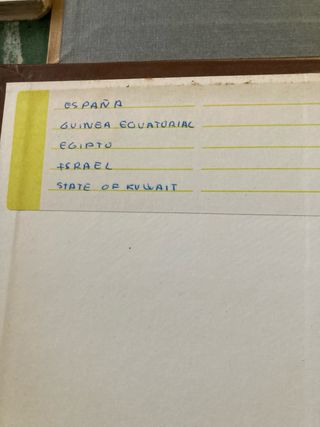 ESPAÑA
GUINEA ECUATORIAL
EGIPTO
ISRAEL
STATE OF KUWAIT